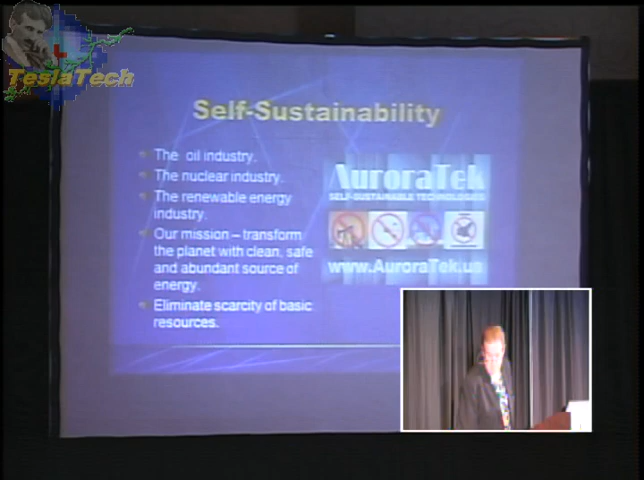 TeslaTech
Self-Sustainability
The oil industry.
The nuclear industry.
The renewable energy
industry.
Our mission – transform
the planet with clean, safe
and abundant source of
energy.
Eliminate scarcity of basic
resources.
AuroraTek
SELF-SUSTAINABLE TECHNOLOGIES
www.AuroraTek.us